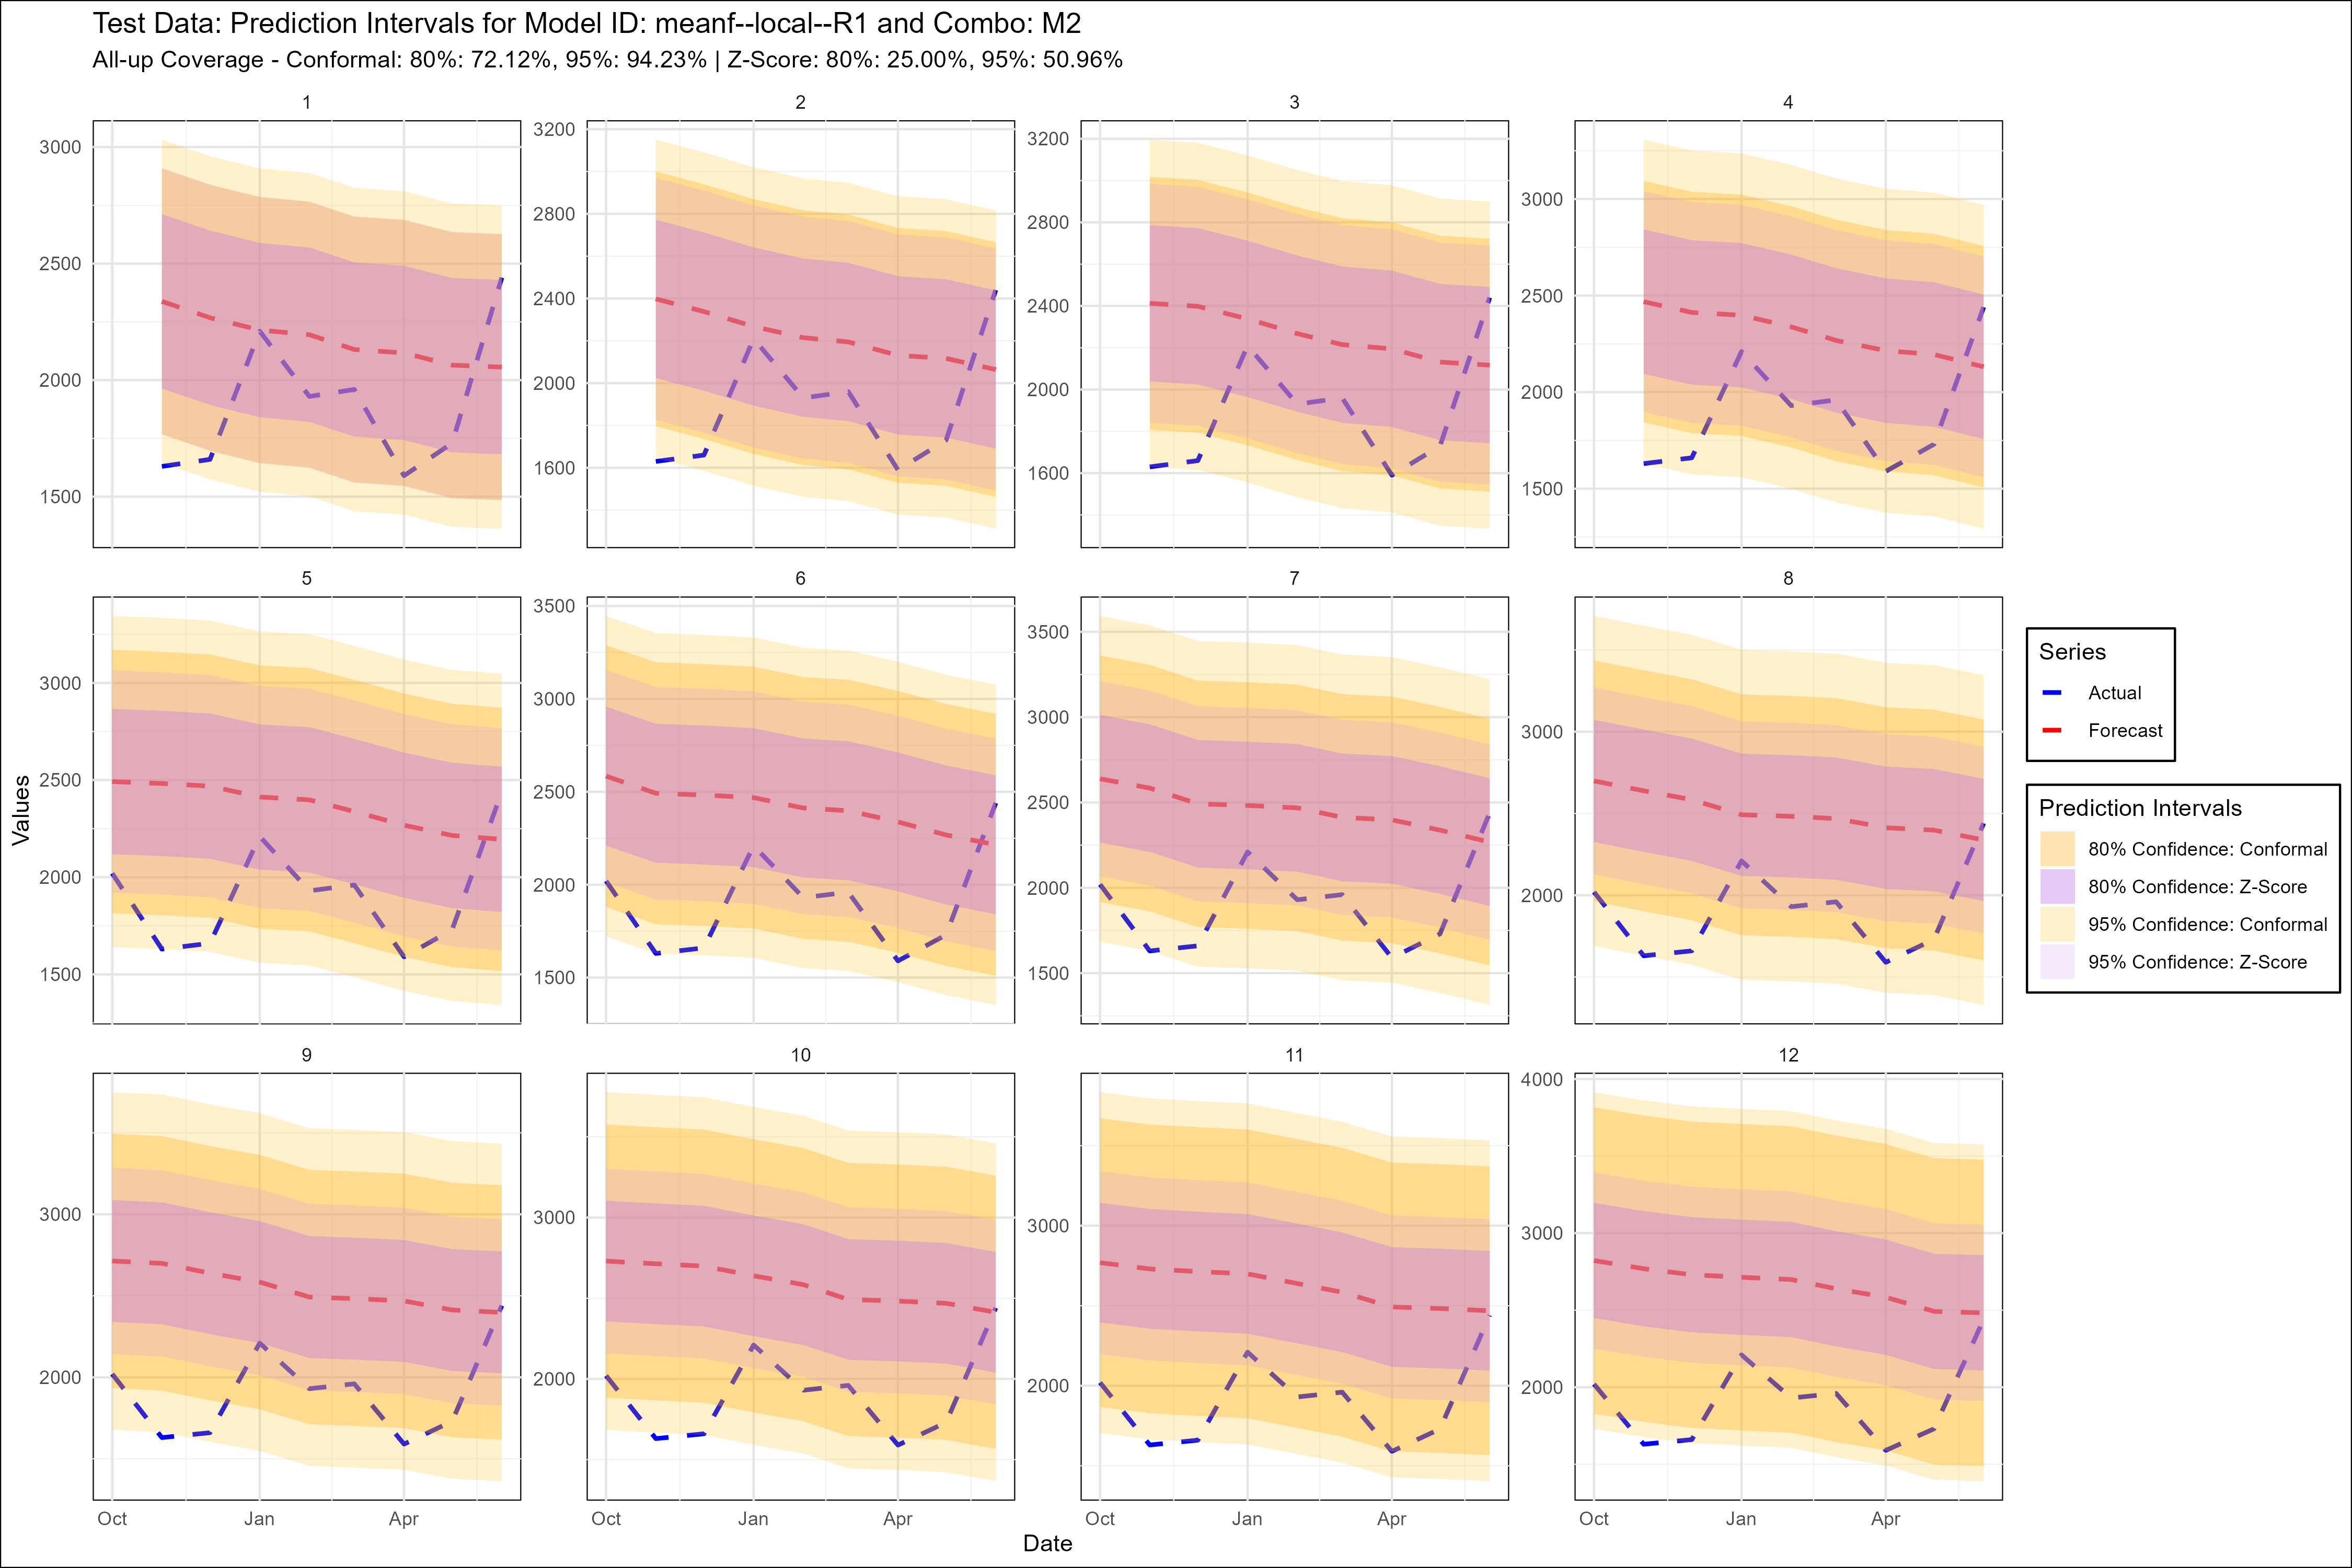 Test Data: Prediction Intervals for Model ID: meanf--local--R1 and Combo: M2
All-up Coverage - Conformal: 80%: 72.12%, 95%: 94.23% | Z-Score: 80%: 25.00%, 95%: 50.96%
1 2 3 4
3000
2500
2000
1500
3200
2800
2400
2000
1600
3200
2800
2400
2000
1600
3000
2500
2000
1500
5 6 7 8
3000
2500
2000
1500
3500
3000
2500
2000
1500
3500
3000
2500
2000
1500
3000
2000
9 10 11 12
3000
2000
3000
2000
3000
2000
4000
3000
2000
Oct Jan Apr Oct Jan Apr Oct Jan Apr Oct Jan Apr
Date
Values
Series
Actual
Forecast
Prediction Intervals
80% Confidence: Conformal
80% Confidence: Z-Score
95% Confidence: Conformal
95% Confidence: Z-Score